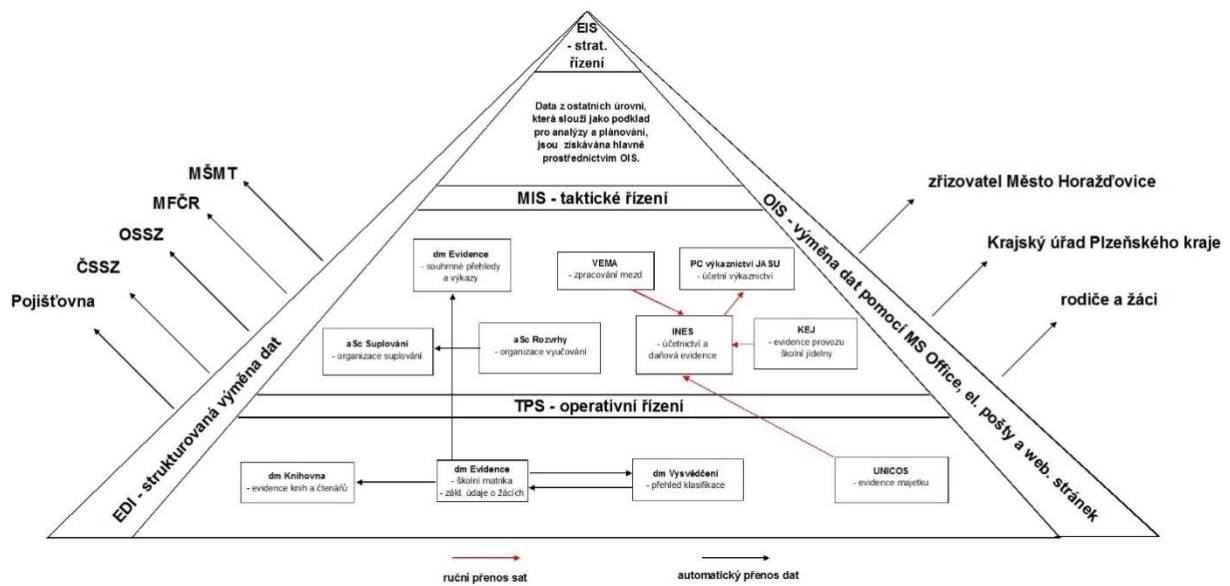 EIS
- strat.
řízení
Data z ostatních úrovní,
která slouží jako podklad
pro analýzy a plánování,
jsou získávána hlavně
prostřednictvím OIS.
MIS - taktické řízení
MŠMT
MFČR
OSSZ
ČSSZ
Pojišťovna
EDI - strukturovaná výměna dat
OIS - výměna dat pomocí MS Office, el. pošty a web. stránek
zřizovatel Město Horažďovice
Krajský úřad Plzeňského kraje
rodiče a žáci
dm Evidence
- souhrnné přehledy
a výkazy
VEMA
- zpracování mezd
PC výkaznictví JASU
- účetní výkaznictví
aSc Suplování
- organizace suplování
aSc Rozvrhy
- organizace vyučování
INES
- účetnictví a
daňová evidence
KEJ
- evidence provozu
školní jídelny
TPS - operativní řízení
dm Knihovna
- evidence knih a čtenářů
dm Evidence
- školní matrika
- zákl. údaje o žácích
dm Vysvědčení
- přehled klasifikace
UNICOS
- evidence majetku
ruční přenos sat
automatický přenos dat